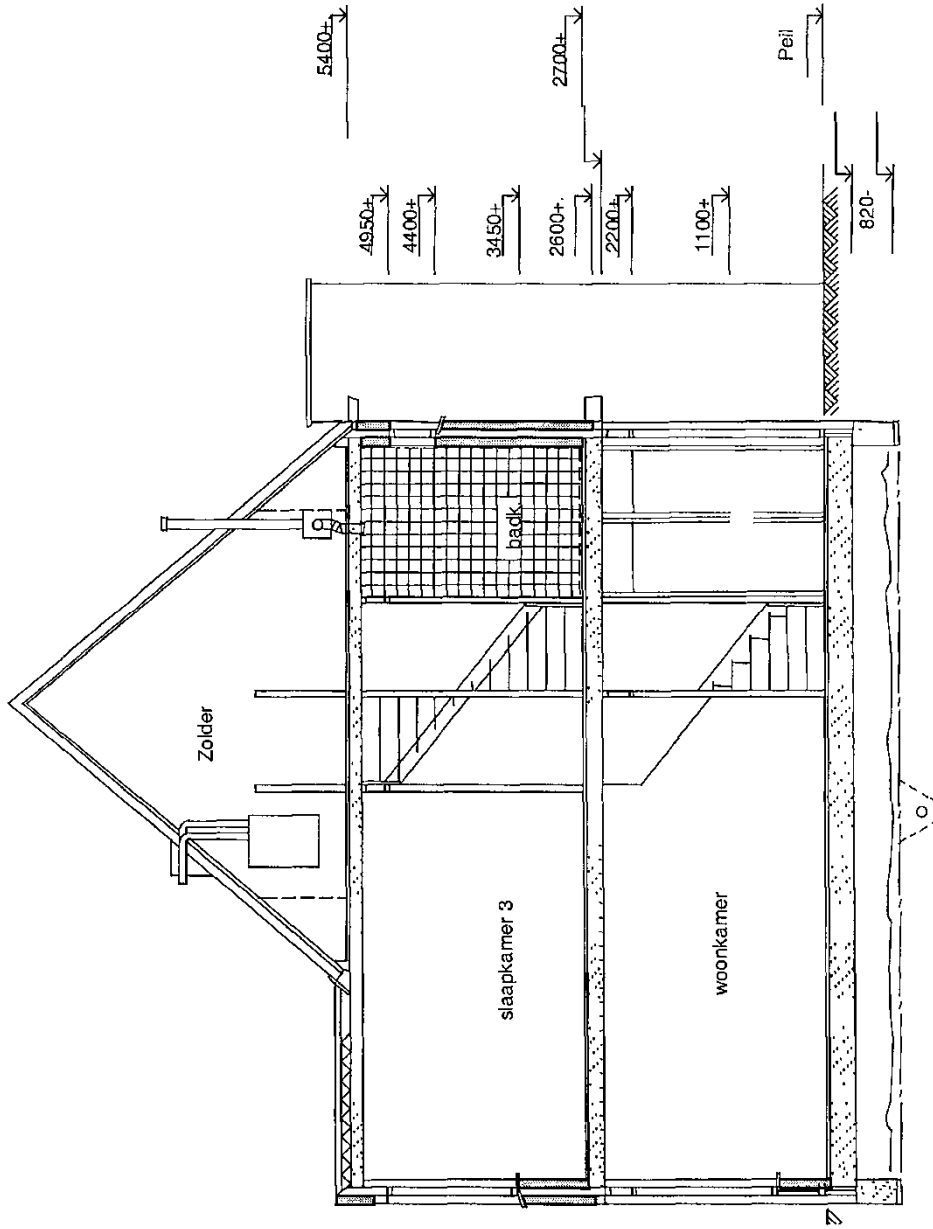 5400+
2700+
Peil
4950+
4400+
3450+
2600+.
2200+
1100+
820-
Zolder
badk.
slaapkamer 3
woonkamer